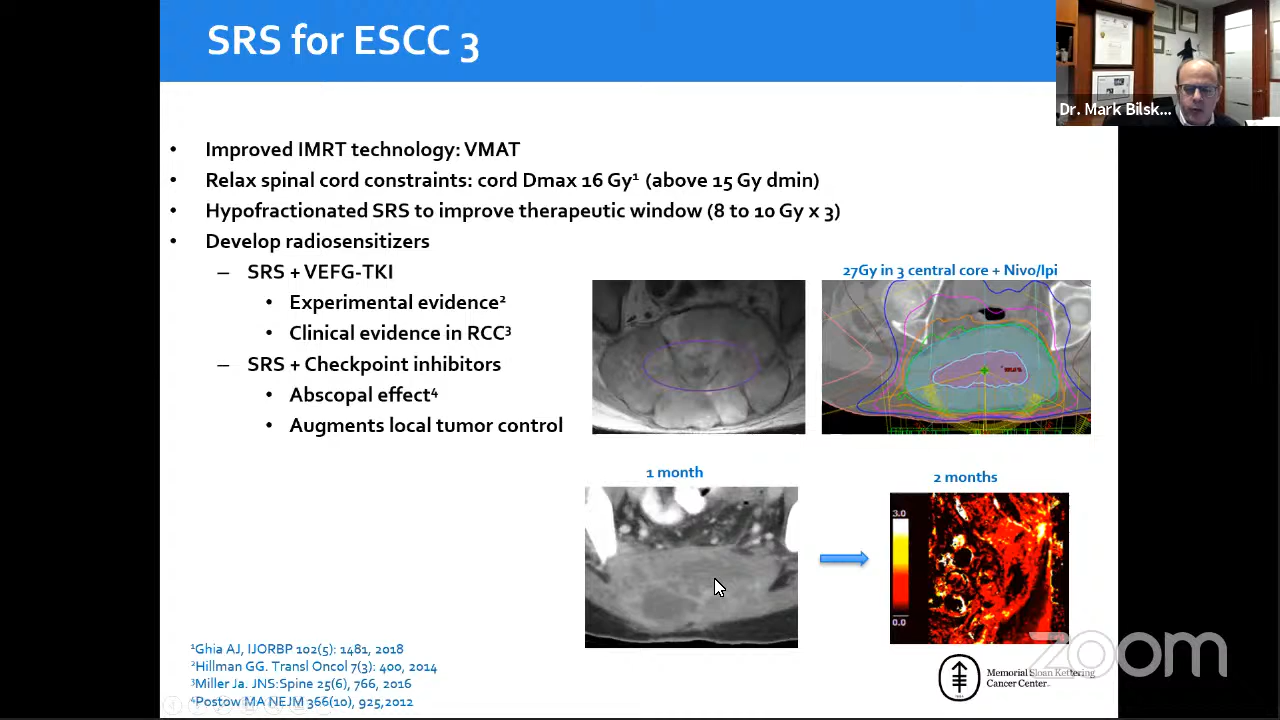 SRS for ESCC 3
Dr. Mark Bilsk...
• Improved IMRT technology: VMAT
• Relax spinal cord constraints: cord Dmax 16 Gy¹ (above 15 Gy dmin)
• Hypofractionated SRS to improve therapeutic window (8 to 10 Gy x 3)
• Develop radiosensitizers
– SRS + VEFG-TKI
• Experimental evidence²
• Clinical evidence in RCC³
– SRS + Checkpoint inhibitors
• Abscopal effect⁴
• Augments local tumor control
27Gy in 3 central core + Nivo/Ipi
1 month
2 months
3.0
0.0
¹Ghia AJ, IJORBP 102(5): 1481, 2018
²Hillman GG. Transl Oncol 7(3): 400, 2014
³Miller Ja. JNS:Spine 25(6), 766, 2016
⁴Postow MA NEJM 366(10), 925,2012
Memorial Sloan Kettering
Cancer Center
zoom